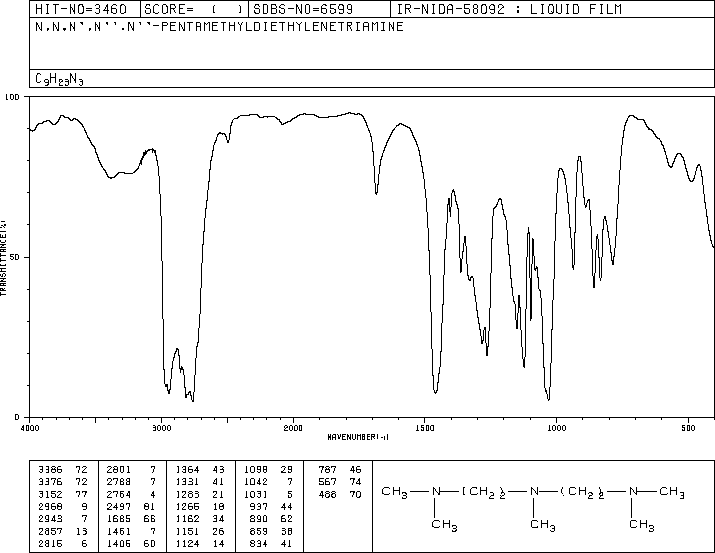 HIT-NO=3460 SCORE= ( ) SDBS-NO=6599 IR-NIDA-58092 : LIQUID FILM
N,N,N',N'',N''-PENTAMETHYLDIETHYLENETRIAMINE
C9H23N3
100
50
0
TRANSMITTANCE(%)
4000 3000 2000 1500 1000 500
WAVENUMBER(-1)
3386 72 2801 7 1364 43 1098 29 787 46
3376 72 2788 7 1331 41 1042 7 567 74
3152 77 2764 4 1283 21 1031 5 488 70
2968 9 2497 81 1266 18 937 44
2943 7 1685 66 1162 34 890 62
2857 13 1461 7 1151 26 859 38
2816 6 1406 60 1124 14 834 41
CH3 N (CH2)2 N (CH2)2 N CH3
CH3 CH3 CH3